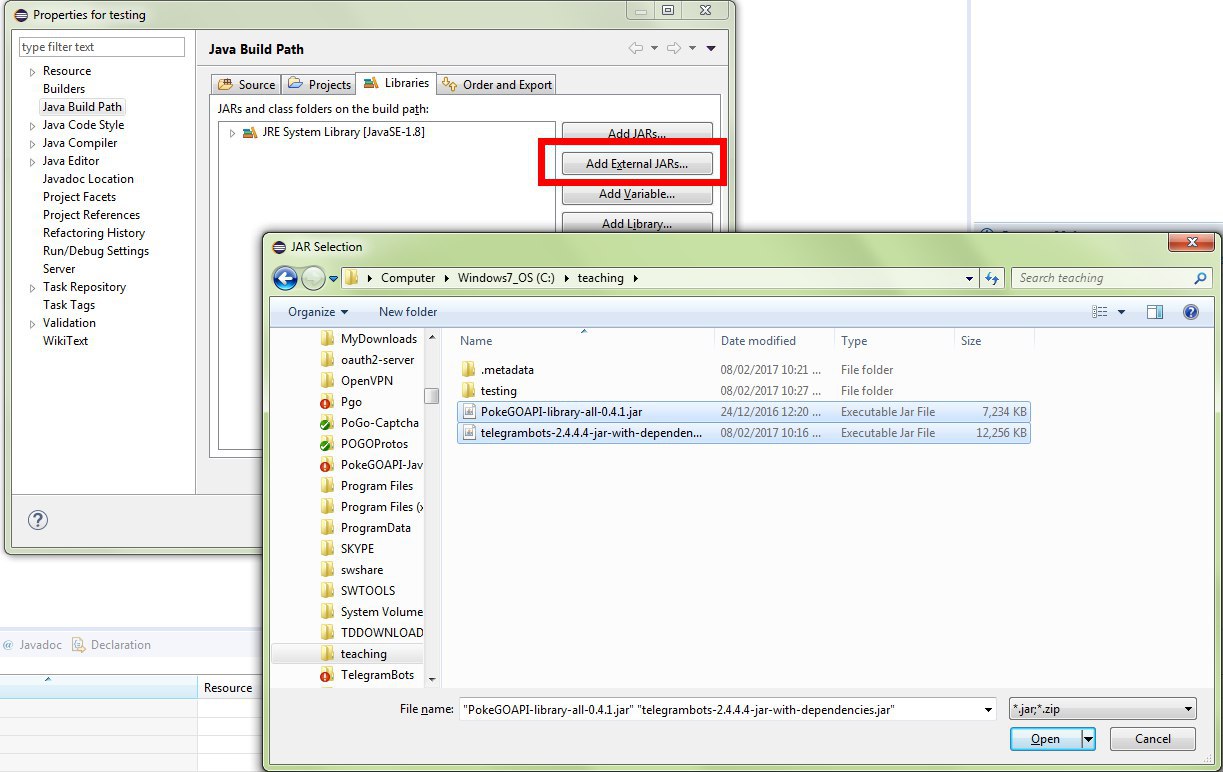 Properties for testing
type filter text
Resource
Builders
Java Build Path
Java Code Style
Java Compiler
Java Editor
Javadoc Location
Project Facets
Project References
Refactoring History
Run/Debug Settings
Server
Task Repository
Task Tags
Validation
WikiText
Java Build Path
Source
Projects
Libraries
Order and Export
JARs and class folders on the build path:
JRE System Library [JavaSE-1.8]
Add JARs...
Add External JARs...
Add Variable...
Add Library...
JAR Selection
Computer
Windows7_OS (C:)
teaching
Search teaching
Organize
New folder
MyDownloads
oauth2-server
OpenVPN
Pgo
PoGo-Captcha
POGOProtos
PokeGOAPI-Jav
Program Files
Program Files (x
ProgramData
SKYPE
swshare
SWTOOLS
System Volume
TDDOWNLOAD
teaching
TelegramBots
Name Date modified Type Size
.metadata 08/02/2017 10:21 ... File folder
testing 08/02/2017 10:27 ... File folder
PokeGOAPI-library-all-0.4.1.jar 24/12/2016 12:20 ... Executable Jar File 7,234 KB
telegrambots-2.4.4.4-jar-with-dependen... 08/02/2017 10:16 ... Executable Jar File 12,256 KB
File name: "PokeGOAPI-library-all-0.4.1.jar" "telegrambots-2.4.4.4-jar-with-dependencies.jar"
*.jar;*.zip
Open
Cancel
@ Javadoc
Declaration
Resource